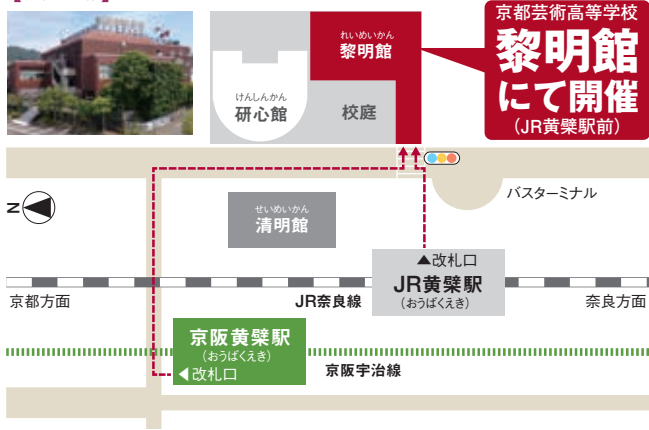 京都芸術高等学校
黎明館
にて開催
(JR黄檗駅前)
れいめいかん
黎明館
けんしんかん
研心館
校庭
バスターミナル
N
せいめいかん
清明館
▲改札口
JR黄檗駅
(おうばくえき)
京都方面
JR奈良線
奈良方面
京阪黄檗駅
(おうばくえき)
◀改札口
京阪宇治線